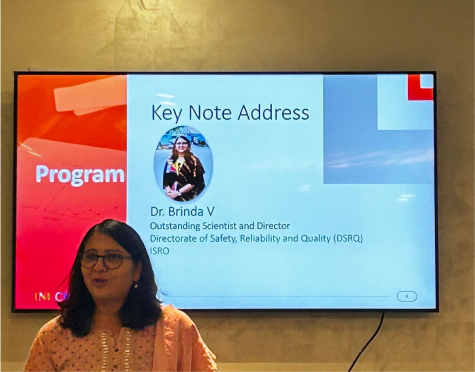 Key Note Address
Program
Dr. Brinda V
Outstanding Scientist and Director
Directorate of Safety, Reliability and Quality (DSRQ)
ISRO